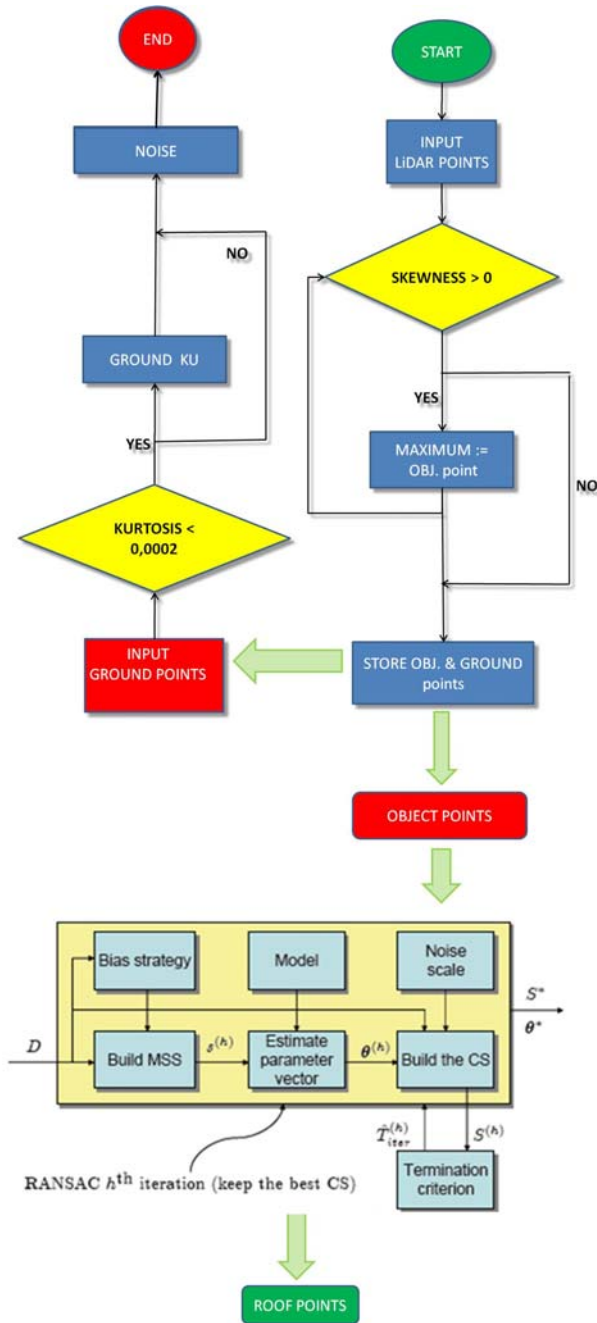 END
START
NOISE
INPUT
LiDAR POINTS
NO
SKEWNESS > 0
GROUND KU
YES
YES
MAXIMUM :=
OBJ. point
NO
KURTOSIS <
0,0002
INPUT
GROUND POINTS
STORE OBJ. & GROUND
points
OBJECT POINTS
Bias strategy
Model
Noise
scale
S*
θ*
D
Build MSS
s(h)
Estimate
parameter
vector
θ(h)
Build the CS
T̂iter(h)
S(h)
RANSAC hth iteration (keep the best CS)
Termination
criterion
ROOF POINTS